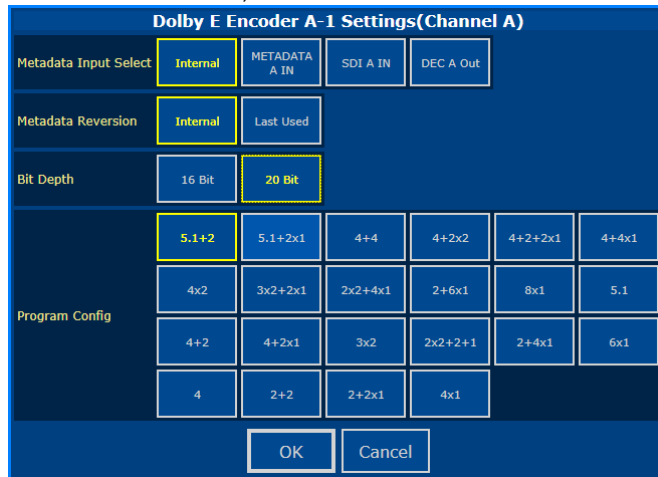 Dolby E Encoder A-1 Settings(Channel A)
Metadata Input Select Internal METADATA A IN SDI A IN DEC A Out
Metadata Reversion Internal Last Used
Bit Depth 16 Bit 20 Bit
Program Config
5.1+2 5.1+2x1 4+4 4+2x2 4+2+2x1 4+4x1
4x2 3x2+2x1 2x2+4x1 2+6x1 8x1 5.1
4+2 4+2x1 3x2 2x2+2+1 2+4x1 6x1
4 2+2 2+2x1 4x1
OK Cancel